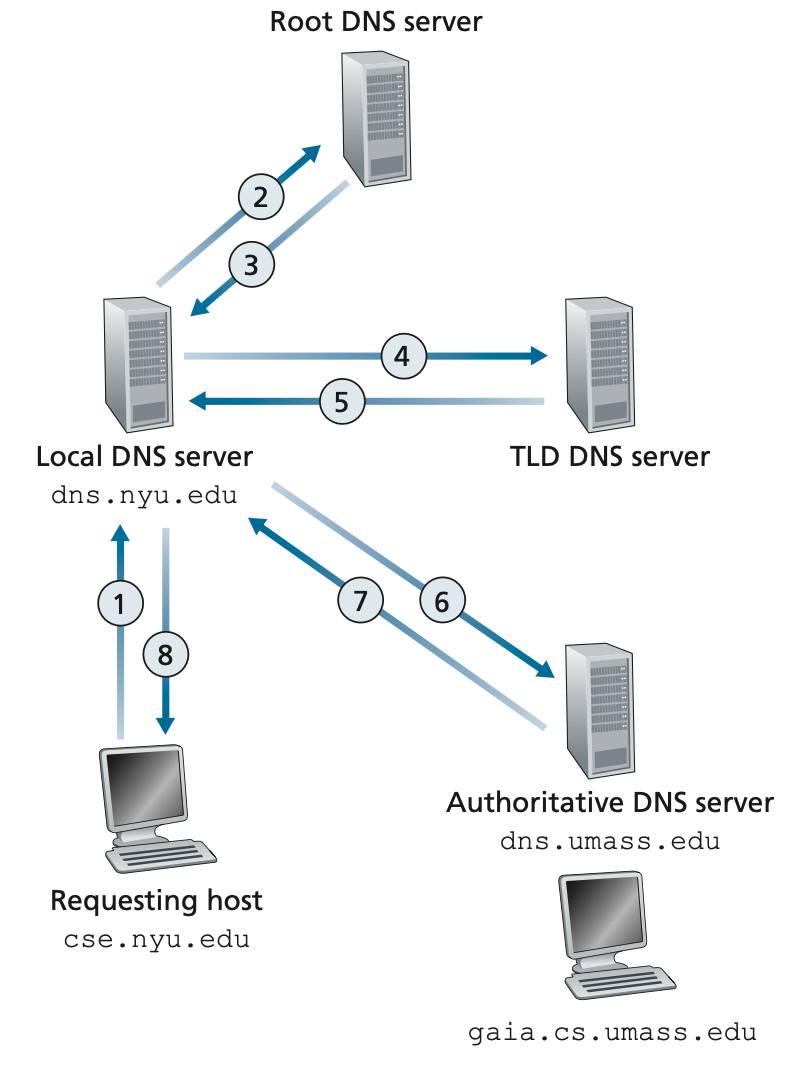 Root DNS server
2
3
4
5
Local DNS server
dns.nyu.edu
TLD DNS server
1
8
7
6
Authoritative DNS server
dns.umass.edu
Requesting host
cse.nyu.edu
gaia.cs.umass.edu